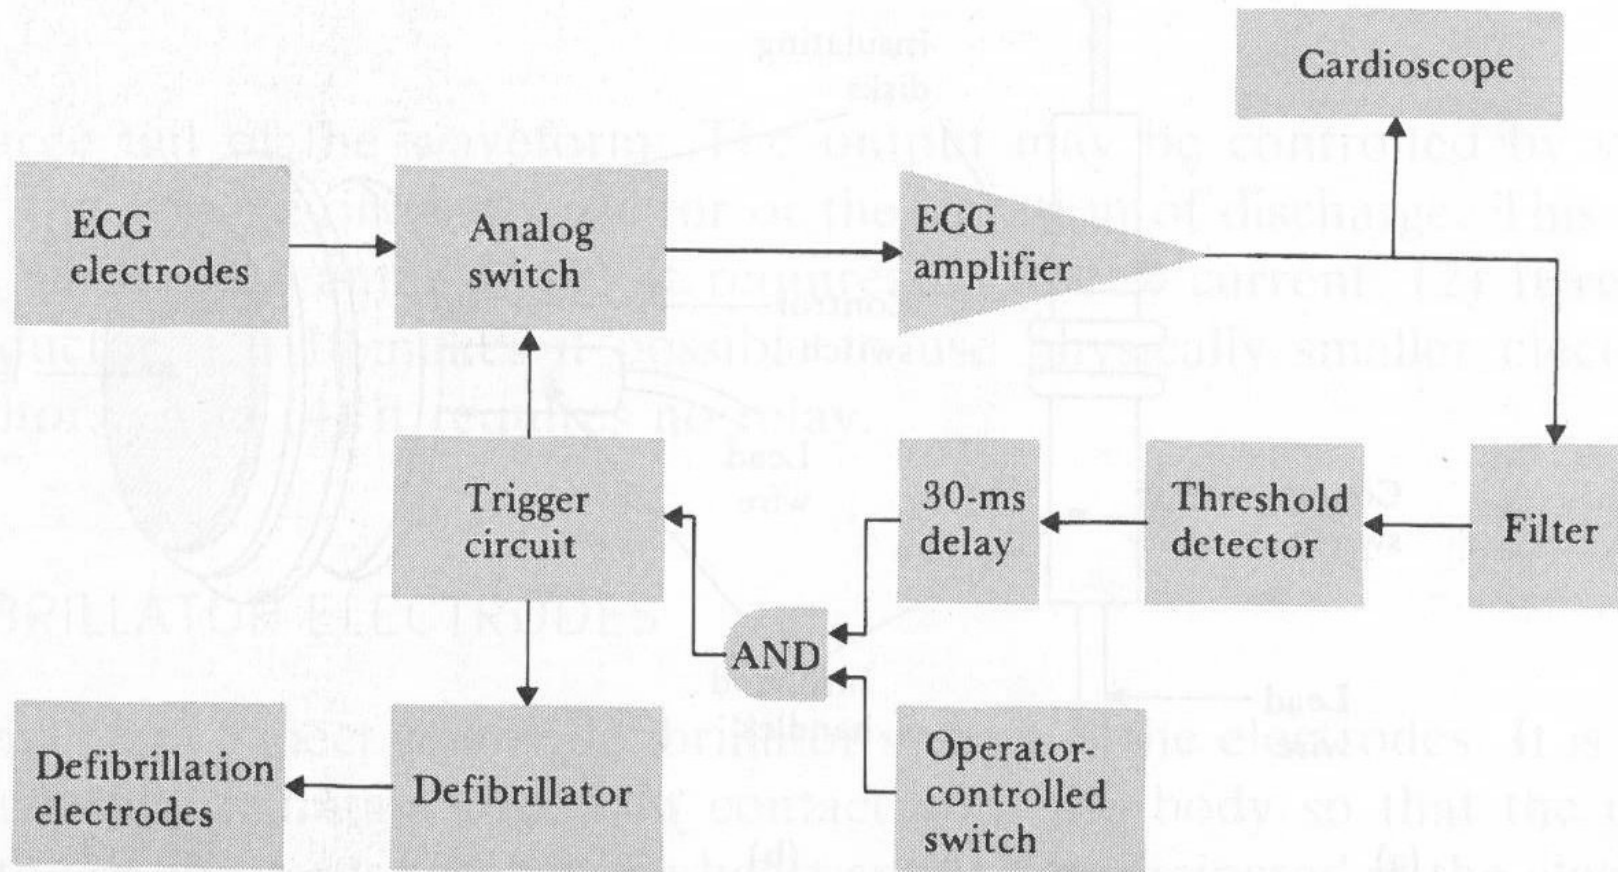 Cardioscope
ECG
electrodes
Analog
switch
ECG
amplifier
Trigger
circuit
30-ms
delay
Threshold
detector
Filter
AND
Defibrillation
electrodes
Defibrillator
Operator-
controlled
switch